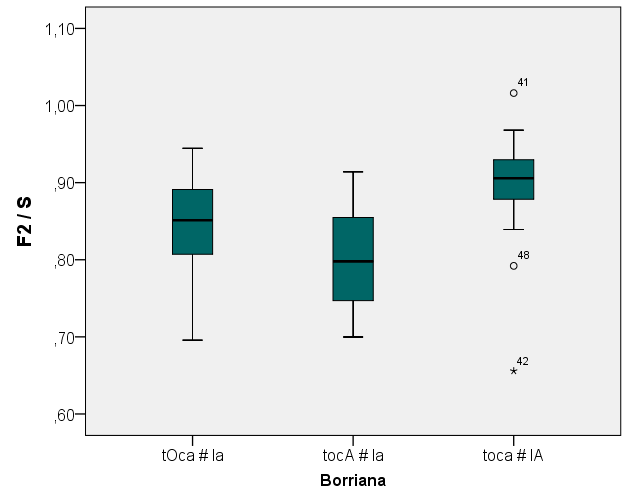 1,10
1,00
,90
,80
,70
,60
F2 / S
41
48
42
tOca # la
tocA # la
toca # lA
Borriana